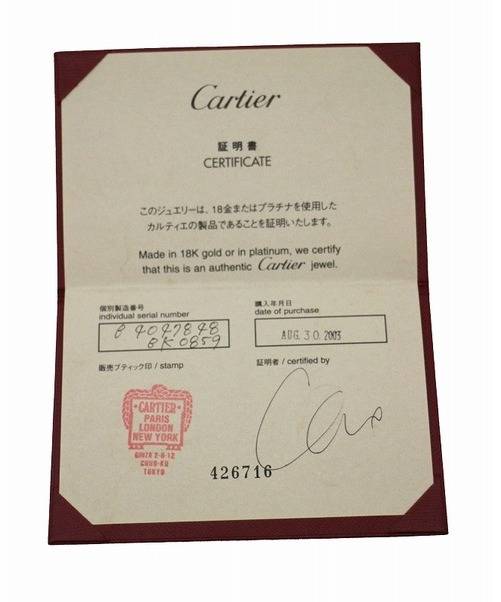 Cartier
証明書
CERTIFICATE
このジュエリーは、18金またはプラチナを使用した
カルティエの製品であることを証明いたします。
Made in 18K gold or in platinum, we certify
that this is an authentic Cartier jewel.
個別製造番号
individual serial number
B 4047848
BK0859
購入年月日
date of purchase
AUG. 30. 2003
販売ブティック印 / stamp
証明者 / certified by
CARTIER
PARIS
LONDON
NEW YORK
GINZA 2-6-12
CHUO-KU
TOKYO
426716